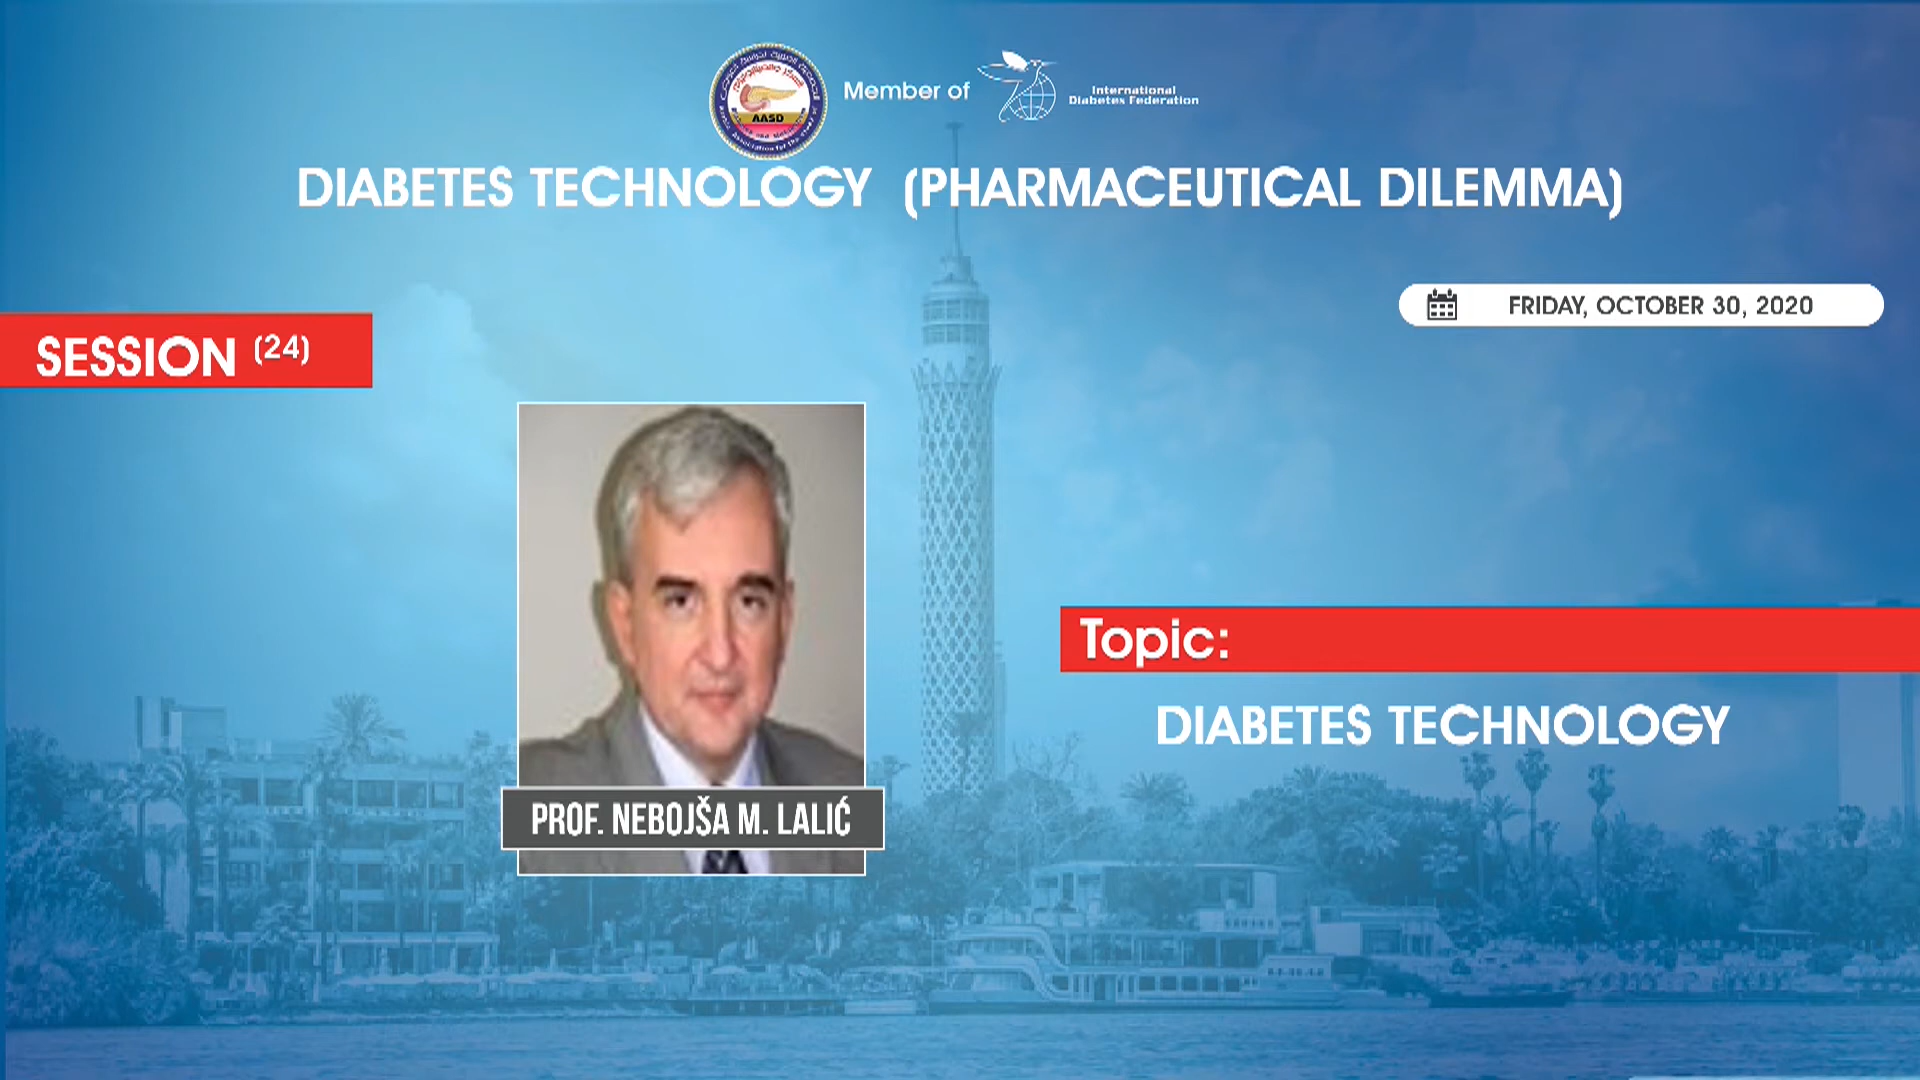 AASD
Member of
International
Diabetes Federation
DIABETES TECHNOLOGY (PHARMACEUTICAL DILEMMA)
FRIDAY, OCTOBER 30, 2020
SESSION (24)
Topic:
DIABETES TECHNOLOGY
PROF. NEBOJŠA M. LALIĆ